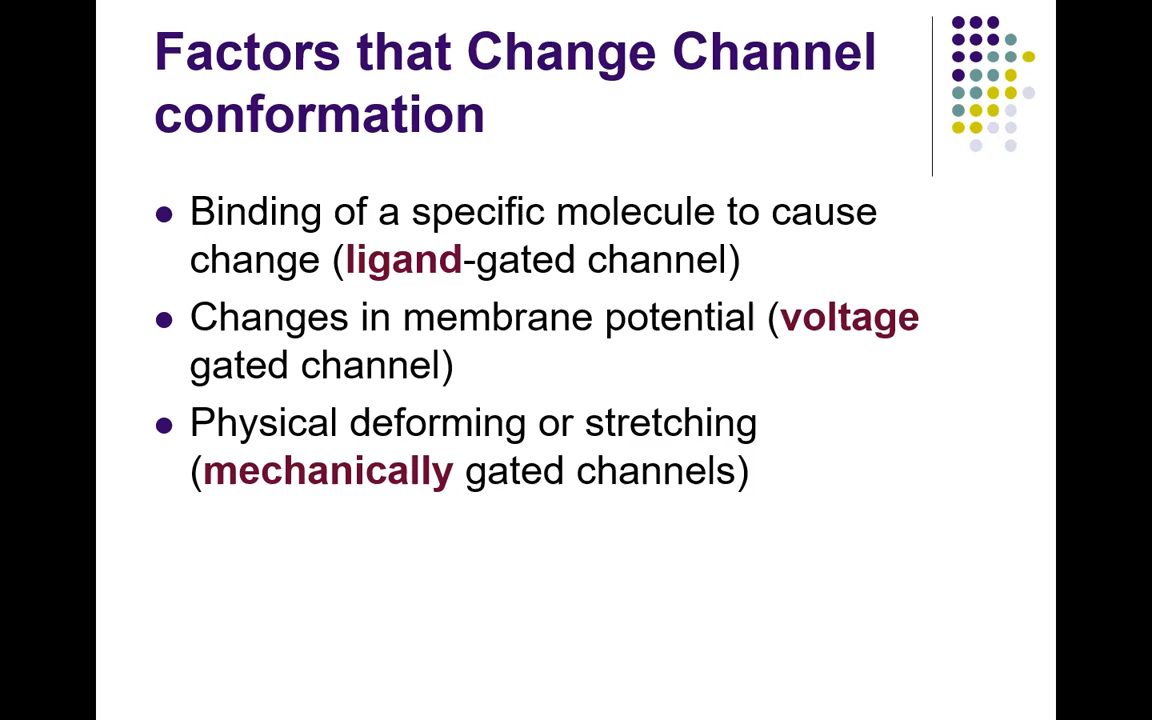 Factors that Change Channel
conformation
Binding of a specific molecule to cause
change (ligand-gated channel)
Changes in membrane potential (voltage
gated channel)
Physical deforming or stretching
(mechanically gated channels)